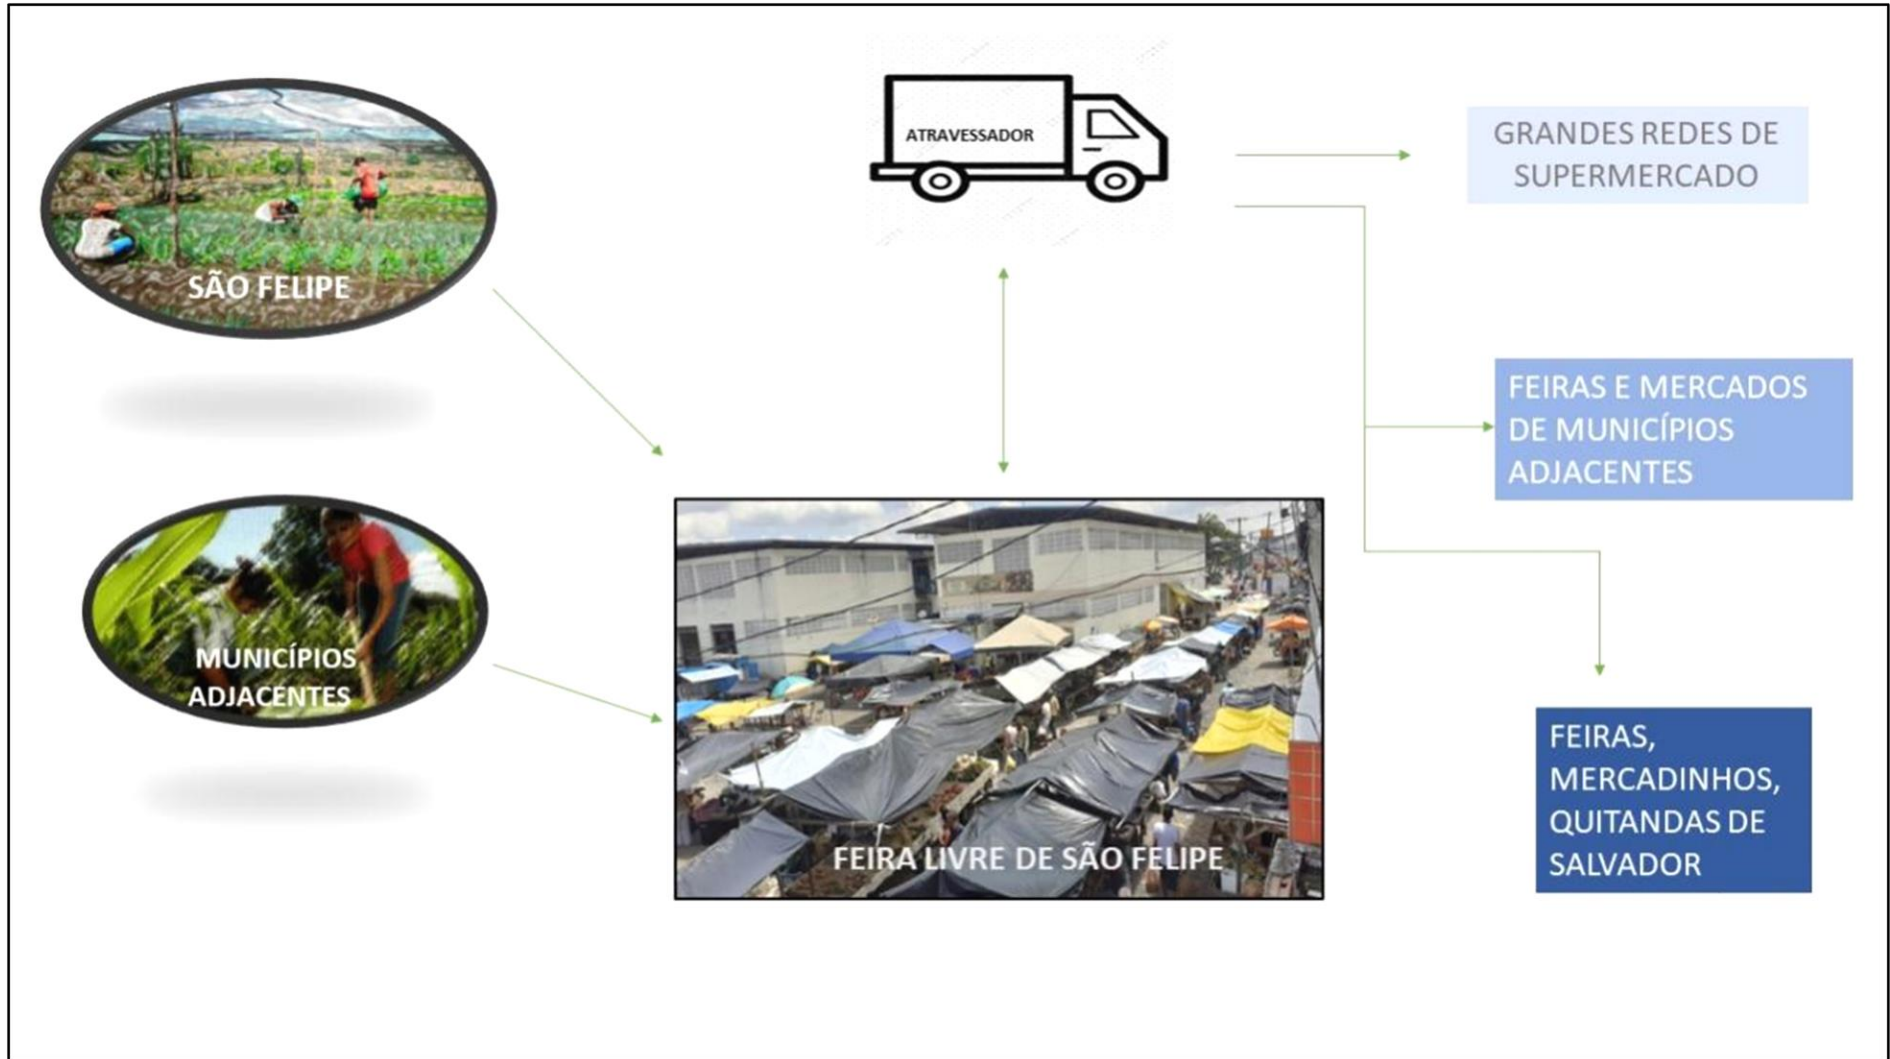 SÃO FELIPE
ATRAVESSADOR
GRANDES REDES DE
SUPERMERCADO
FEIRAS E MERCADOS
DE MUNICÍPIOS
ADJACENTES
MUNICÍPIOS
ADJACENTES
FEIRA LIVRE DE SÃO FELIPE
FEIRAS,
MERCADINHOS,
QUITANDAS DE
SALVADOR